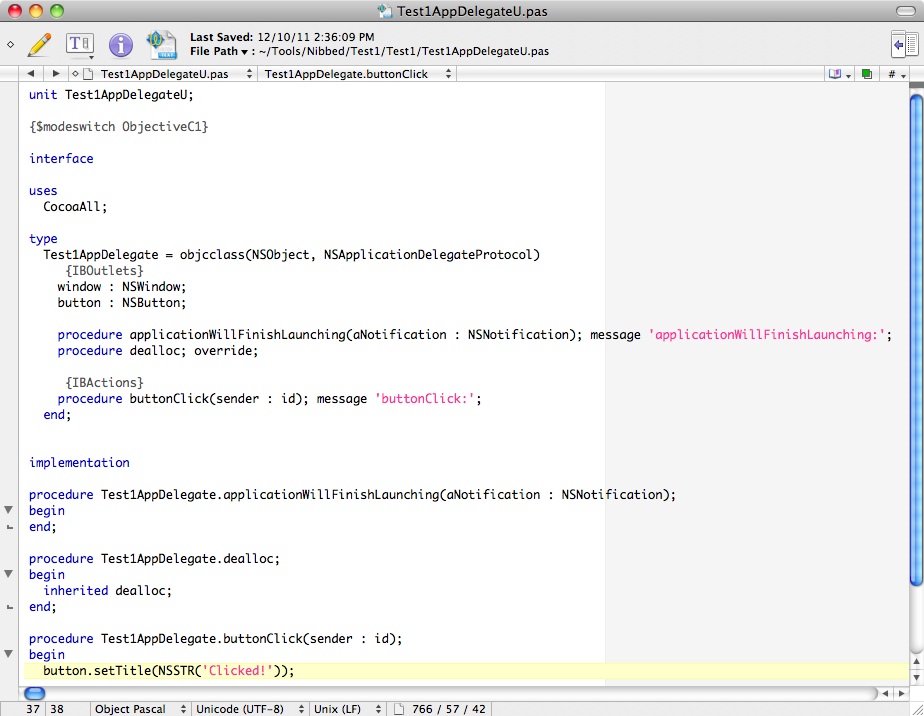 Test1AppDelegateU.pas
Last Saved: 12/10/11 2:36:09 PM
File Path ▾ : ~/Tools/Nibbed/Test1/Test1/Test1AppDelegateU.pas
Test1AppDelegateU.pas Test1AppDelegate.buttonClick #
unit Test1AppDelegateU;
{$modeswitch ObjectiveC1}
interface
uses
CocoaAll;
type
Test1AppDelegate = objcclass(NSObject, NSApplicationDelegateProtocol)
{IBOutlets}
window : NSWindow;
button : NSButton;
procedure applicationWillFinishLaunching(aNotification : NSNotification); message 'applicationWillFinishLaunching:';
procedure dealloc; override;
{IBActions}
procedure buttonClick(sender : id); message 'buttonClick:';
end;
implementation
procedure Test1AppDelegate.applicationWillFinishLaunching(aNotification : NSNotification);
begin
end;
procedure Test1AppDelegate.dealloc;
begin
inherited dealloc;
end;
procedure Test1AppDelegate.buttonClick(sender : id);
begin
button.setTitle(NSSTR('Clicked!'));
37 38 Object Pascal Unicode (UTF-8) Unix (LF) 766 / 57 / 42